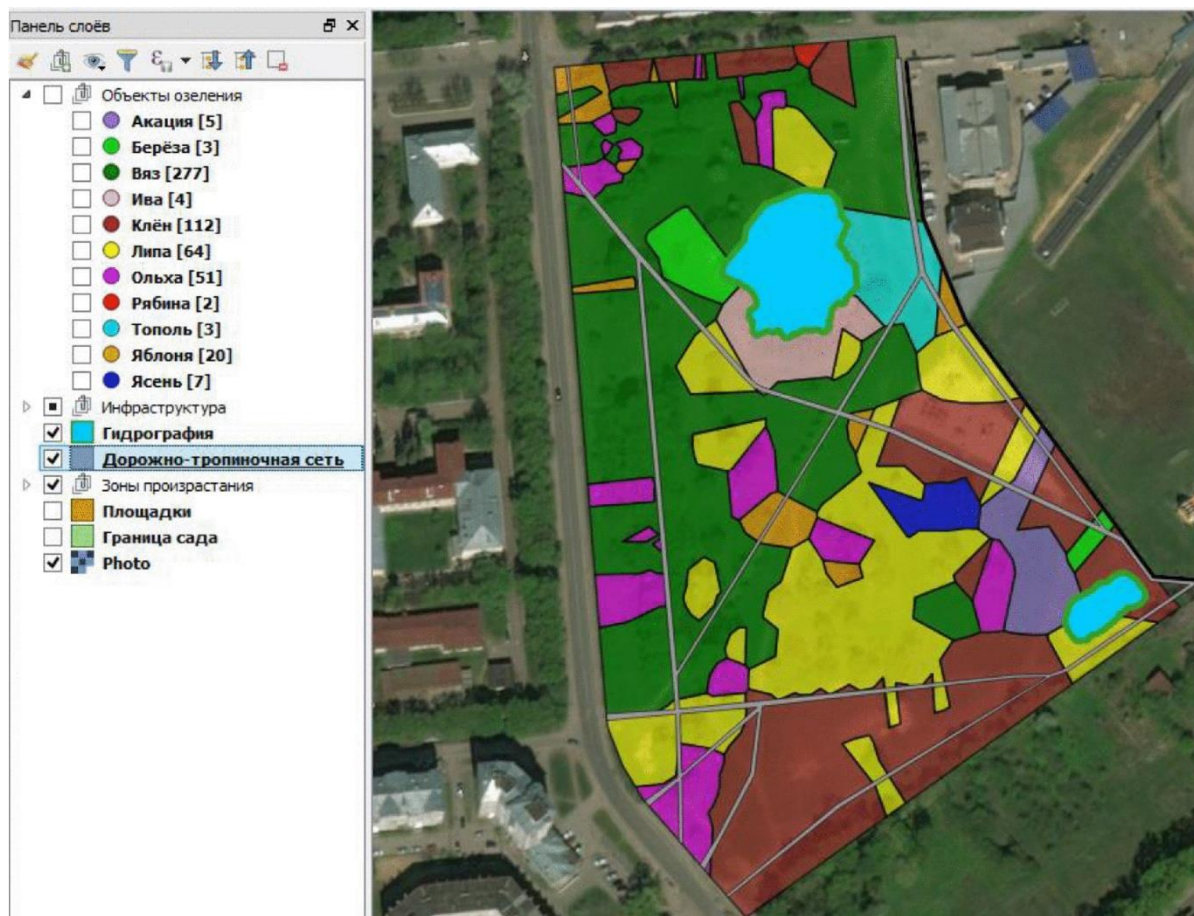 Панель слоёв
Объекты озеления
Акация [5]
Берёза [3]
Вяз [277]
Ива [4]
Клён [112]
Липа [64]
Ольха [51]
Рябина [2]
Тополь [3]
Яблоня [20]
Ясень [7]
Инфраструктура
Гидрография
Дорожно-тропиночная сеть
Зоны произрастания
Площадки
Граница сада
Photo